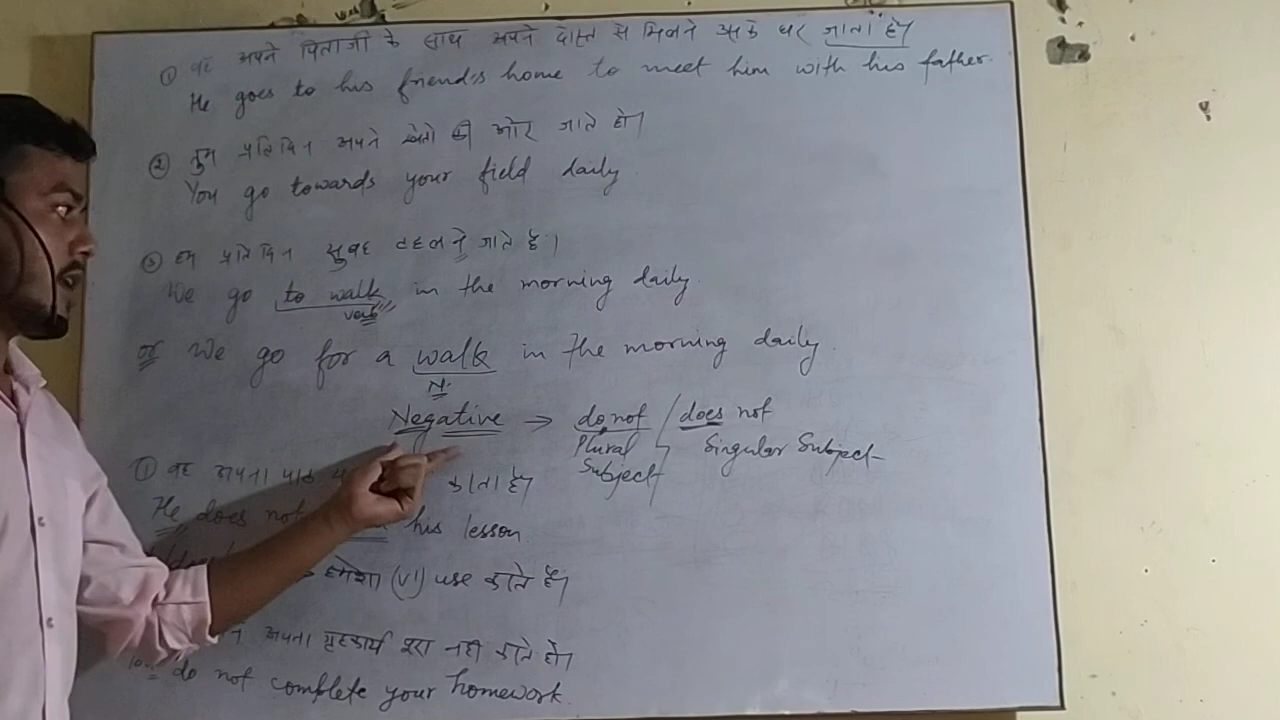 ① वह अपने पिताजी के साथ अपने दोस्त से मिलने उसके घर जाता है।
He goes to his friend's home to meet him with his father.
② तुम प्रतिदिन अपने खेतो की ओर जाते हो।
You go towards your field daily
③ हम प्रतिदिन सुबह टहलने जाते हैं।
We go to walk in the morning daily
verb
or We go for a walk in the morning daily.
N.
Negative → do not / does not
Plural Subject
Singular Subject
① वह अपना पाठ करता है।
He does not his lesson.
हमेशा (V1) use करते हैं।
अपना गृहकार्य पूरा नहीं करते हो।
do not complete your homework.